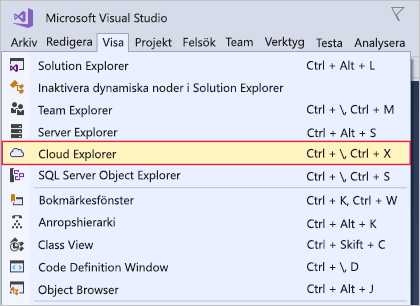 Microsoft Visual Studio
Arkiv Redigera Visa Projekt Felsök Team Verktyg Testa Analysera
Solution Explorer Ctrl + Alt + L
Inaktivera dynamiska noder i Solution Explorer
Team Explorer Ctrl + \, Ctrl + M
Server Explorer Ctrl + Alt + S
Cloud Explorer Ctrl + \, Ctrl + X
SQL Server Object Explorer Ctrl + \, Ctrl + S
Bokmärkesfönster Ctrl + K, Ctrl + W
Anropshierarki Ctrl + Alt + K
Class View Ctrl + Skift + C
Code Definition Window Ctrl + \, D
Object Browser Ctrl + Alt + J